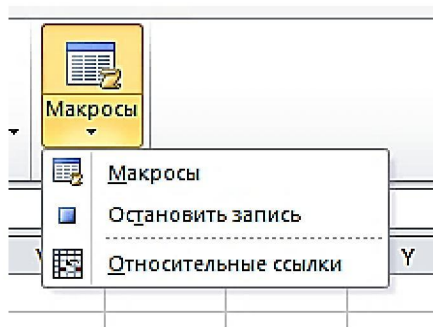 Макросы
Макросы
Остановить запись
Относительные ссылки
Y